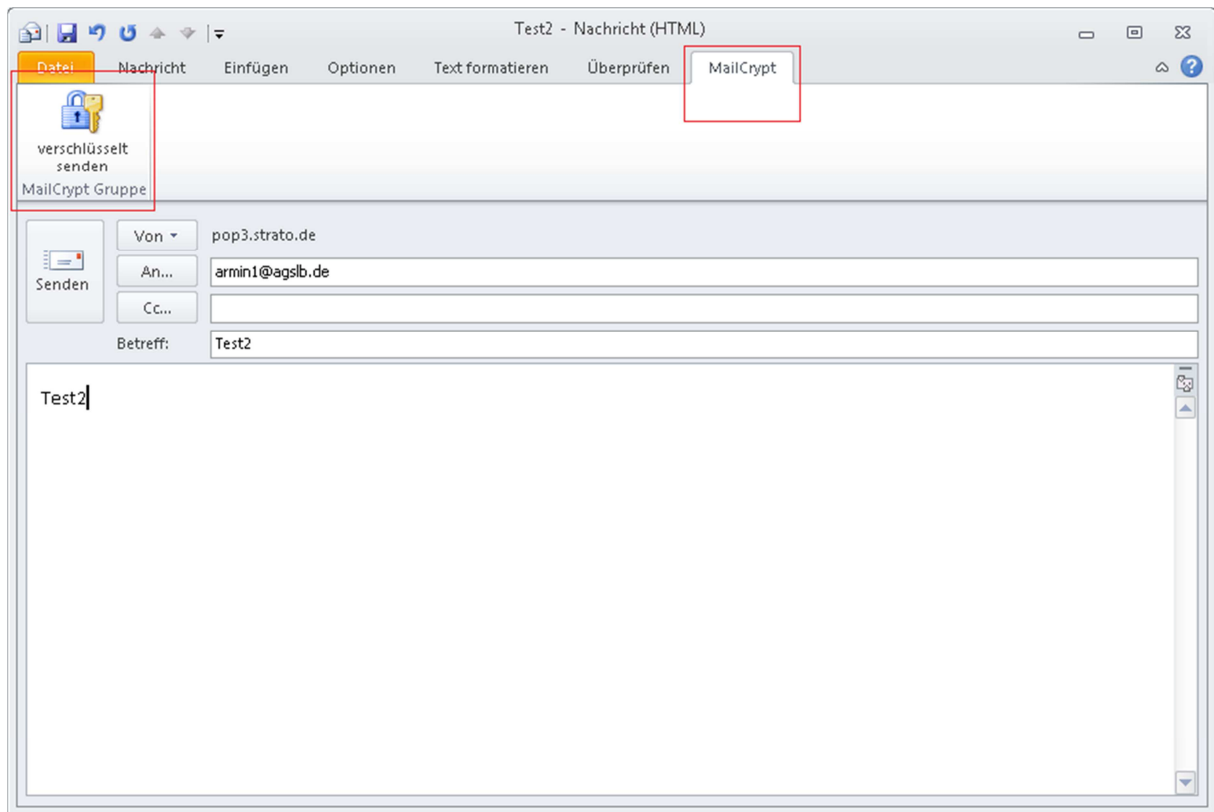 Test2 - Nachricht (HTML)
Datei Nachricht Einfügen Optionen Text formatieren Überprüfen MailCrypt
verschlüsselt
senden
MailCrypt Gruppe
Von pop3.strato.de
An... armin1@agslb.de
Senden
Cc...
Betreff: Test2
Test2